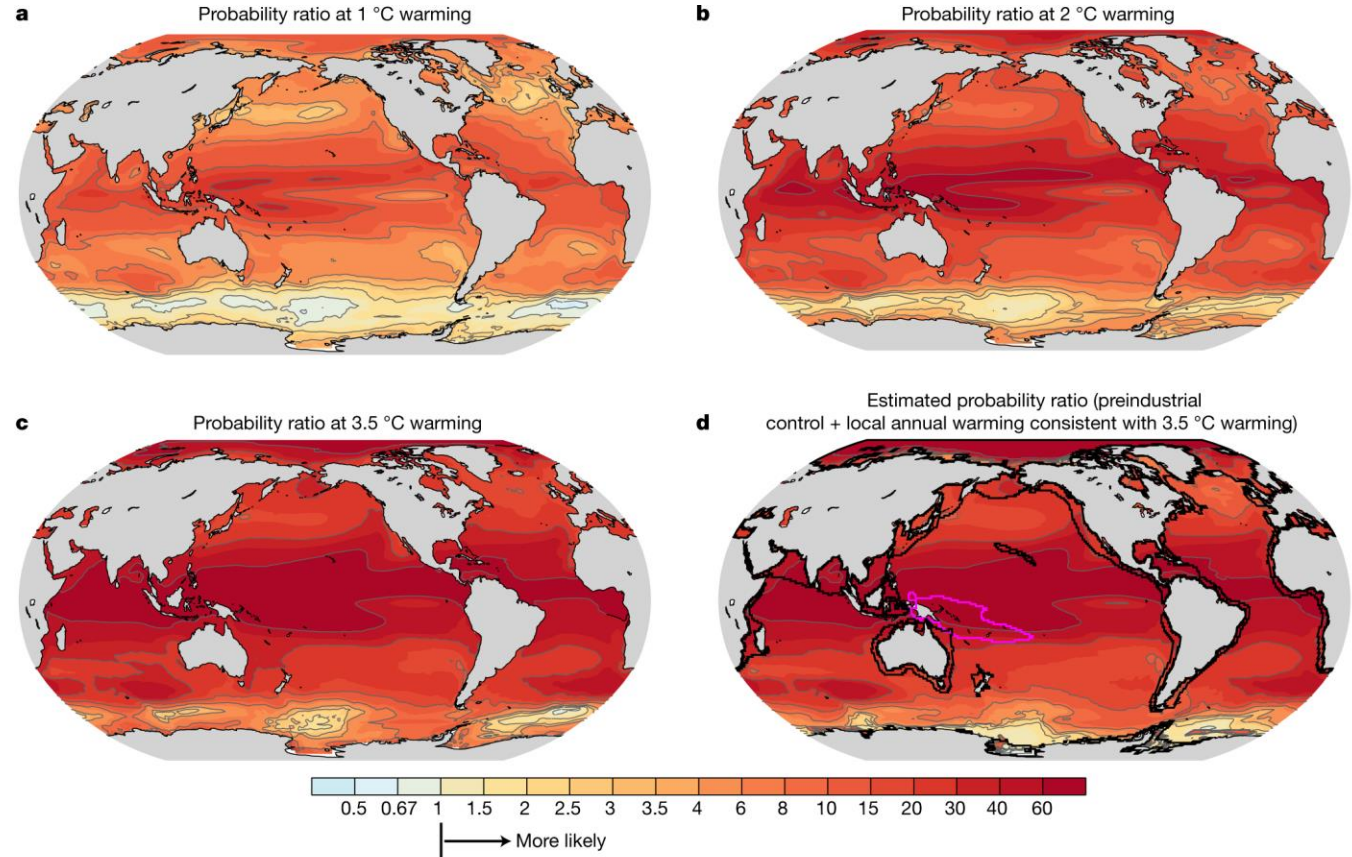 a
Probability ratio at 1 °C warming
b
Probability ratio at 2 °C warming
c
Probability ratio at 3.5 °C warming
d
Estimated probability ratio (preindustrial
control + local annual warming consistent with 3.5 °C warming)
0.5 0.67 1 1.5 2 2.5 3 3.5 4 6 8 10 15 20 30 40 60
More likely